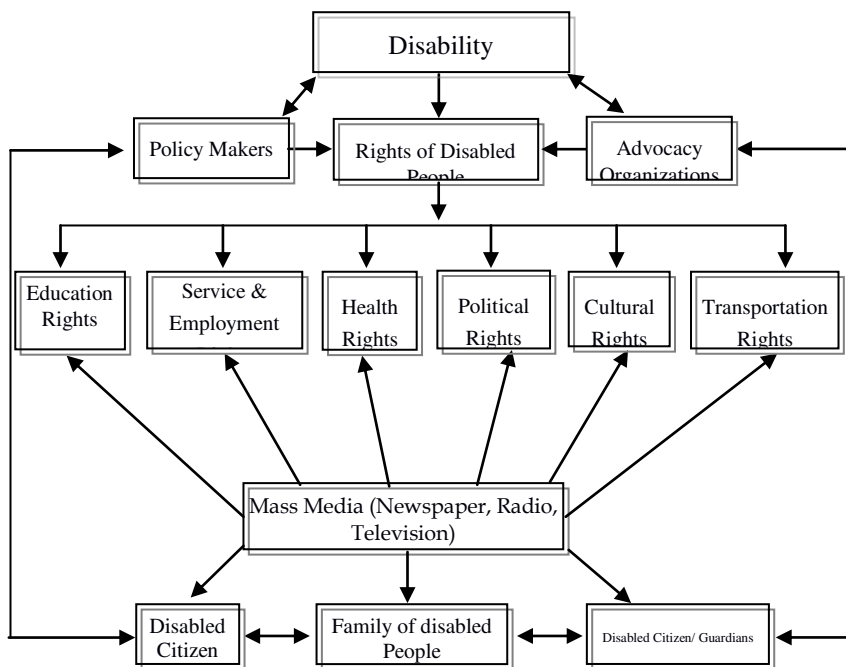 Disability
Policy Makers
Rights of Disabled
People
Advocacy
Organizations
Education
Rights
Service &
Employment
Health
Rights
Political
Rights
Cultural
Rights
Transportation
Rights
Mass Media (Newspaper, Radio,
Television)
Disabled
Citizen
Family of disabled
People
Disabled Citizen/ Guardians